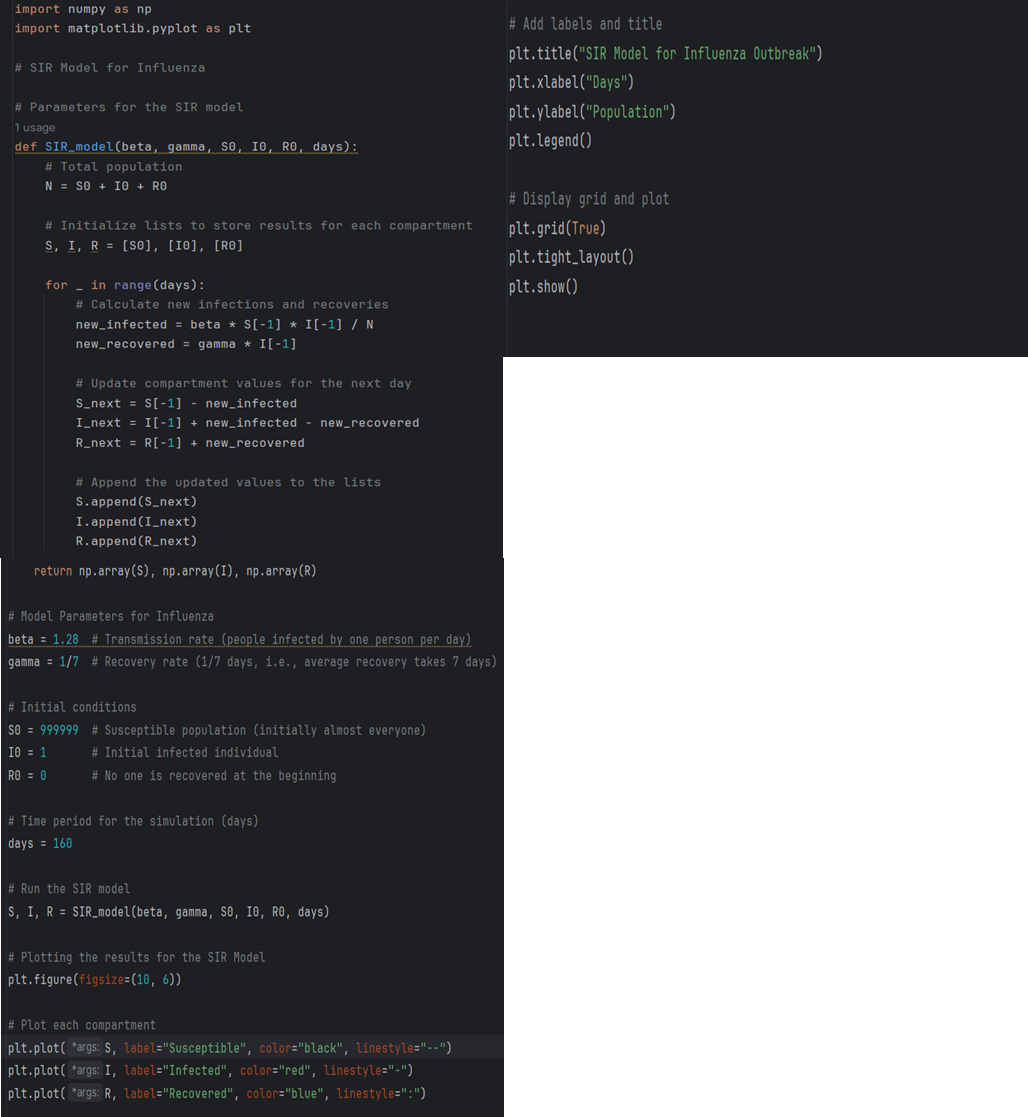 import numpy as np
import matplotlib.pyplot as plt
# SIR Model for Influenza
# Parameters for the SIR model
1 usage
def SIR_model(beta, gamma, S0, I0, R0, days):
    # Total population
    N = S0 + I0 + R0
    # Initialize lists to store results for each compartment
    S, I, R = [S0], [I0], [R0]
    for _ in range(days):
        # Calculate new infections and recoveries
        new_infected = beta * S[-1] * I[-1] / N
        new_recovered = gamma * I[-1]
        # Update compartment values for the next day
        S_next = S[-1] - new_infected
        I_next = I[-1] + new_infected - new_recovered
        R_next = R[-1] + new_recovered
        # Append the updated values to the lists
        S.append(S_next)
        I.append(I_next)
        R.append(R_next)
    return np.array(S), np.array(I), np.array(R)
# Model Parameters for Influenza
beta = 1.28  # Transmission rate (people infected by one person per day)
gamma = 1/7  # Recovery rate (1/7 days, i.e., average recovery takes 7 days)
# Initial conditions
S0 = 999999  # Susceptible population (initially almost everyone)
I0 = 1       # Initial infected individual
R0 = 0       # No one is recovered at the beginning
# Time period for the simulation (days)
days = 160
# Run the SIR model
S, I, R = SIR_model(beta, gamma, S0, I0, R0, days)
# Plotting the results for the SIR Model
plt.figure(figsize=(10, 6))
# Plot each compartment
plt.plot( *args: S, label="Susceptible", color="black", linestyle="--")
plt.plot( *args: I, label="Infected", color="red", linestyle="-")
plt.plot( *args: R, label="Recovered", color="blue", linestyle=":")
# Add labels and title
plt.title("SIR Model for Influenza Outbreak")
plt.xlabel("Days")
plt.ylabel("Population")
plt.legend()
# Display grid and plot
plt.grid(True)
plt.tight_layout()
plt.show()